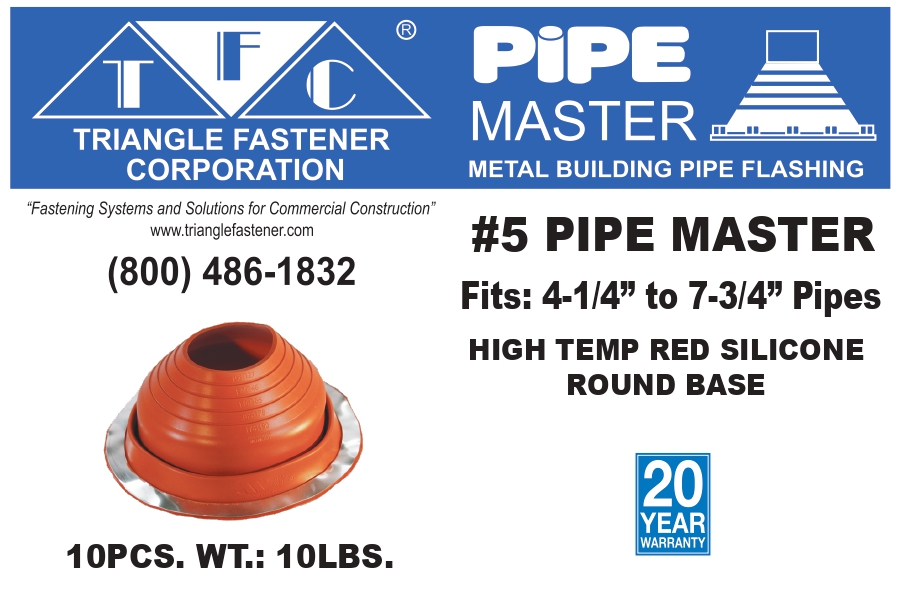 TFC ®
TRIANGLE FASTENER
CORPORATION
PiPE
MASTER
METAL BUILDING PIPE FLASHING
“Fastening Systems and Solutions for Commercial Construction”
www.trianglefastener.com
(800) 486-1832
#5 PIPE MASTER
Fits: 4-1/4” to 7-3/4” Pipes
HIGH TEMP RED SILICONE
ROUND BASE
10PCS. WT.: 10LBS.
20
YEAR
WARRANTY